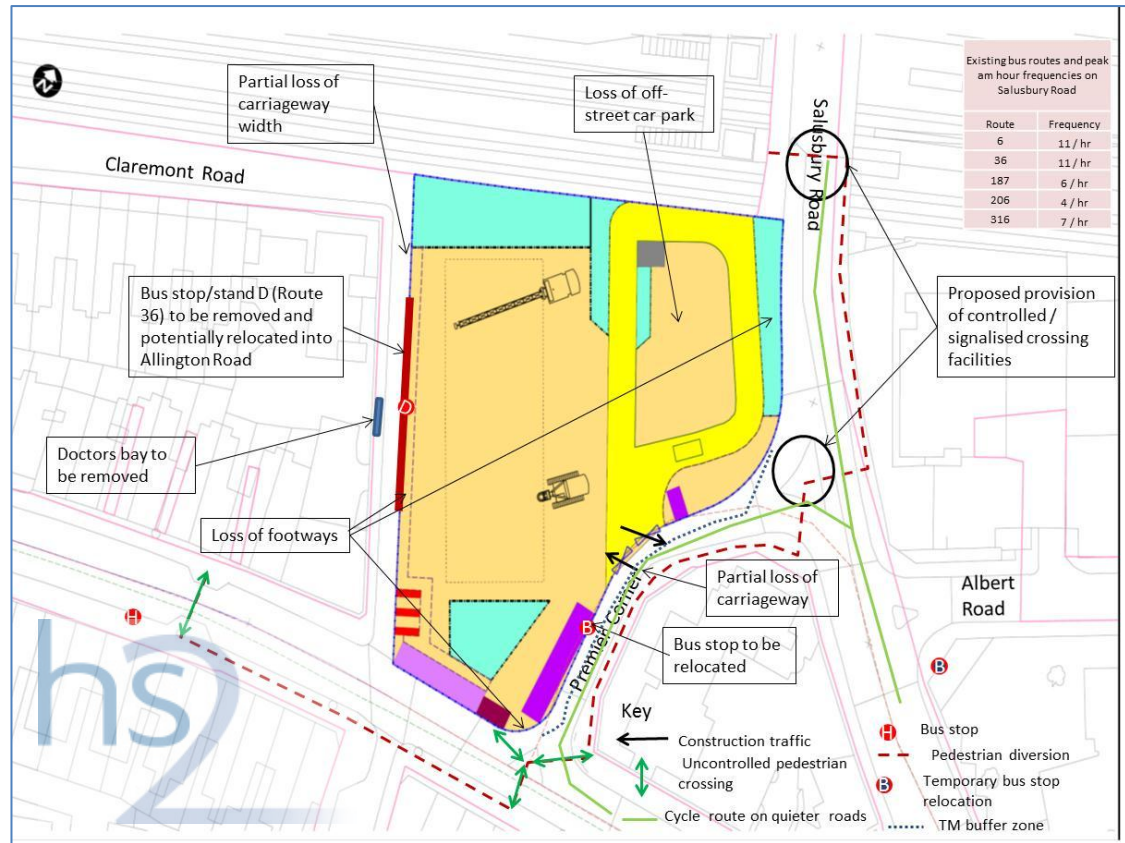 Partial loss of
carriageway
width
Loss of off-
street car park
Existing bus routes and peak
am hour frequencies on
Salusbury Road
Route Frequency
6 11 / hr
36 11 / hr
187 6 / hr
206 4 / hr
316 7 / hr
N
Claremont Road
Salusbury Road
Bus stop/stand D (Route
36) to be removed and
potentially relocated into
Allington Road
D
Proposed provision
of controlled /
signalised crossing
facilities
Doctors bay to
be removed
Loss of footways
Partial loss of
carriageway
Albert
Road
H
B
Premier Corner
Bus stop to be
relocated
B
hs2
Key
Construction traffic
Uncontrolled pedestrian
crossing
Cycle route on quieter roads
H Bus stop
Pedestrian diversion
B Temporary bus stop
relocation
TM buffer zone